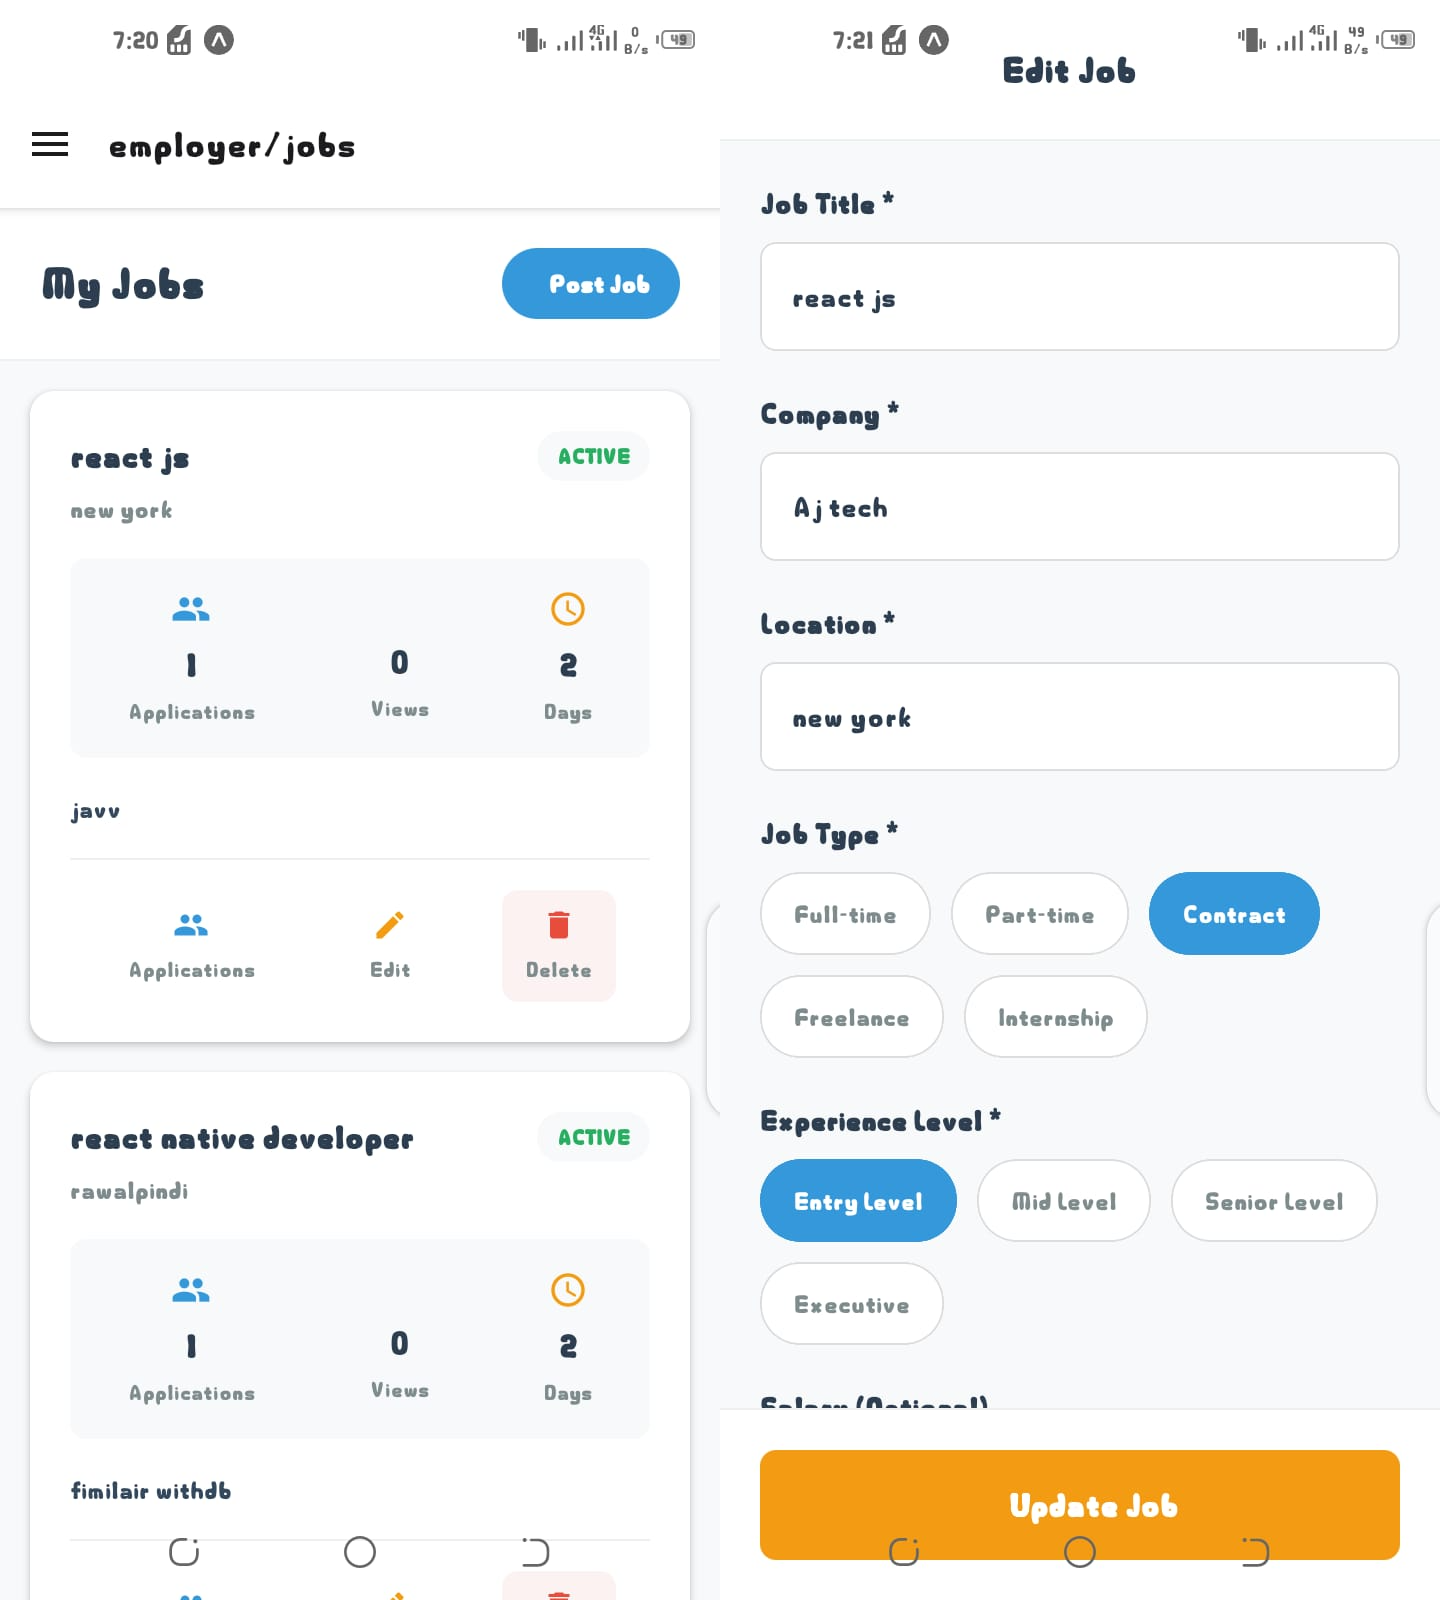 7:20
4G
0
B/s
49
employer/jobs
My Jobs
Post Job
react js
ACTIVE
new york
1
0
2
Applications
Views
Days
javv
Applications
Edit
Delete
react native developer
ACTIVE
rawalpindi
1
0
2
Applications
Views
Days
fimilair withdb
7:21
4G
49
B/s
49
Edit Job
Job Title *
react js
Company *
Aj tech
Location *
new york
Job Type *
Full-time
Part-time
Contract
Freelance
Internship
Experience Level *
Entry Level
Mid Level
Senior Level
Executive
Salary (Optional)
Update Job